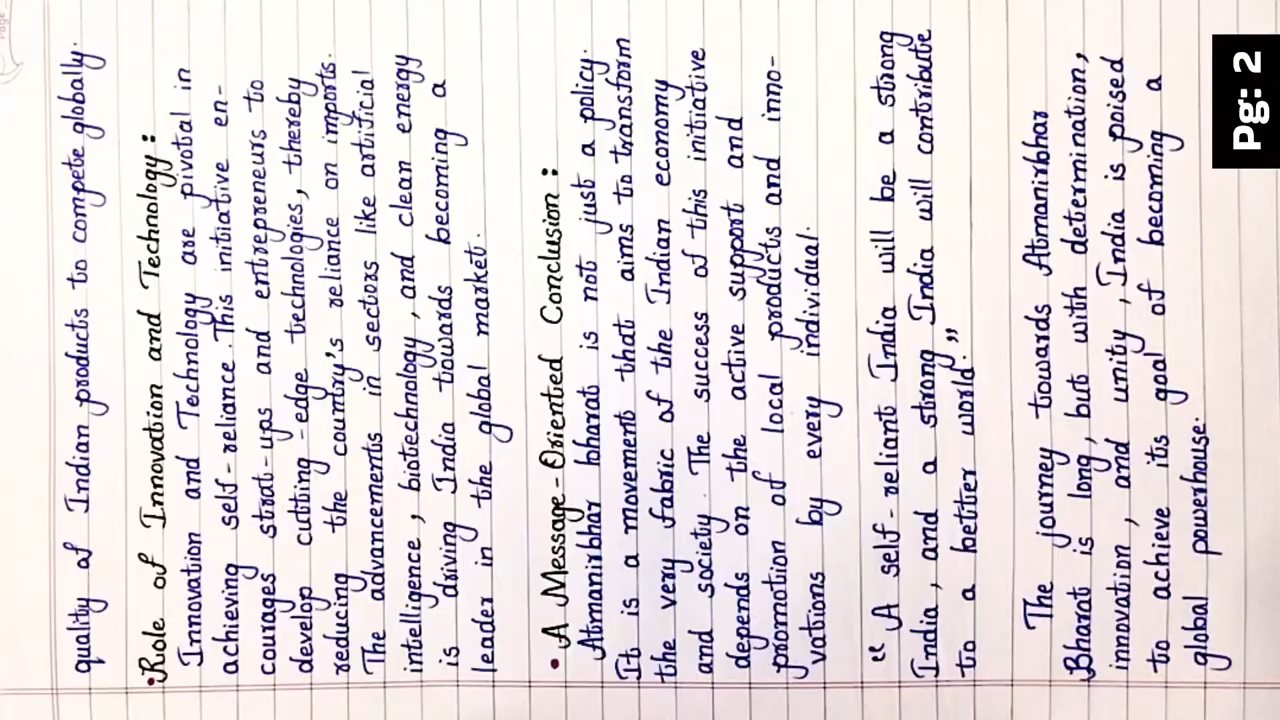 Page
quality of Indian products to compete globally.
• Role of Innovation and Technology :
Innovation and Technology are pivotal in
achieving self-reliance. This initiative en-
courages strat-ups and entrepreneurs to
develop cutting-edge technologies, thereby
reducing the country's reliance on imports.
The advancements in sectors like artificial
intelligence, biotechnology, and clean energy
is driving India towards becoming a
leader in the global market.
• A Message-Oriented Conclusion :
Atmanirbhar bharat is not just a policy.
It is a movement that aims to transform
the very fabric of the Indian economy
and society. The success of this initiative
depends on the active support and
promotion of local products and inno-
vations by every individual.
“ A self-reliant India will be a strong
India, and a strong India will contribute
to a better world.”
The journey towards Atmanirbhar
Bharat is long, but with determination,
innovation, and unity, India is poised
to achieve its goal of becoming a
global powerhouse.
Pg: 2